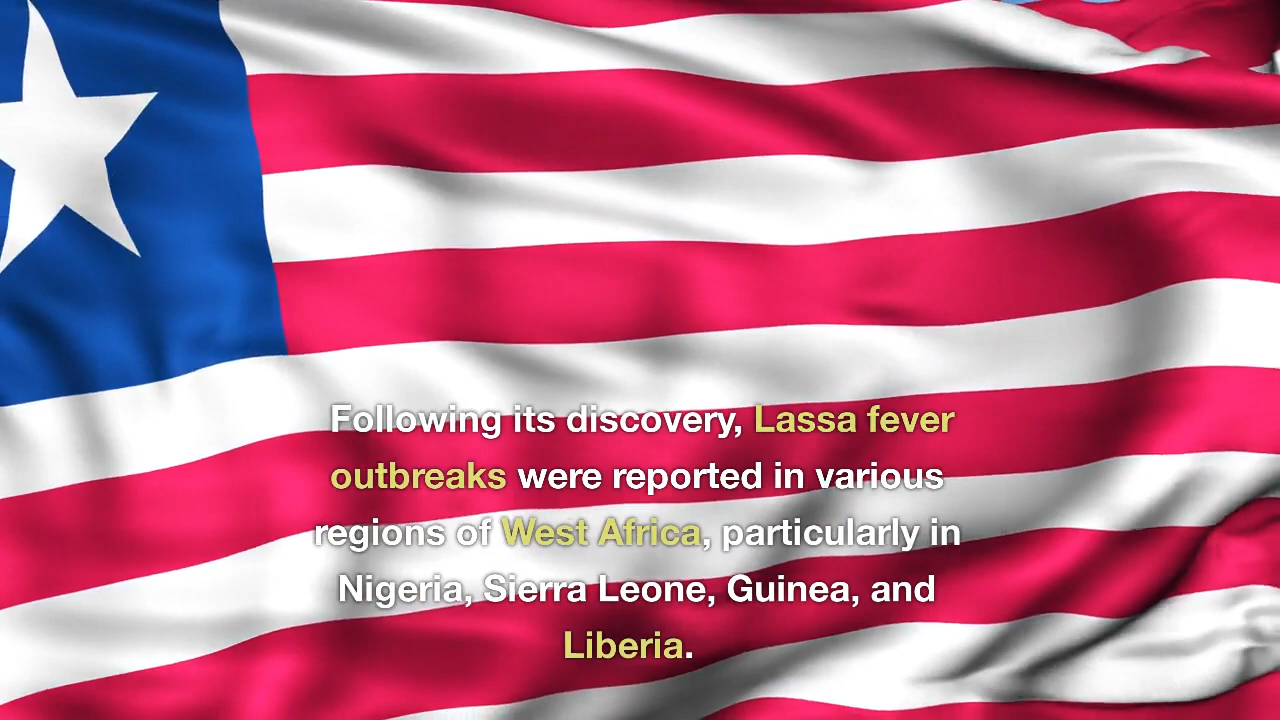 Following its discovery, Lassa fever
outbreaks were reported in various
regions of West Africa, particularly in
Nigeria, Sierra Leone, Guinea, and
Liberia.